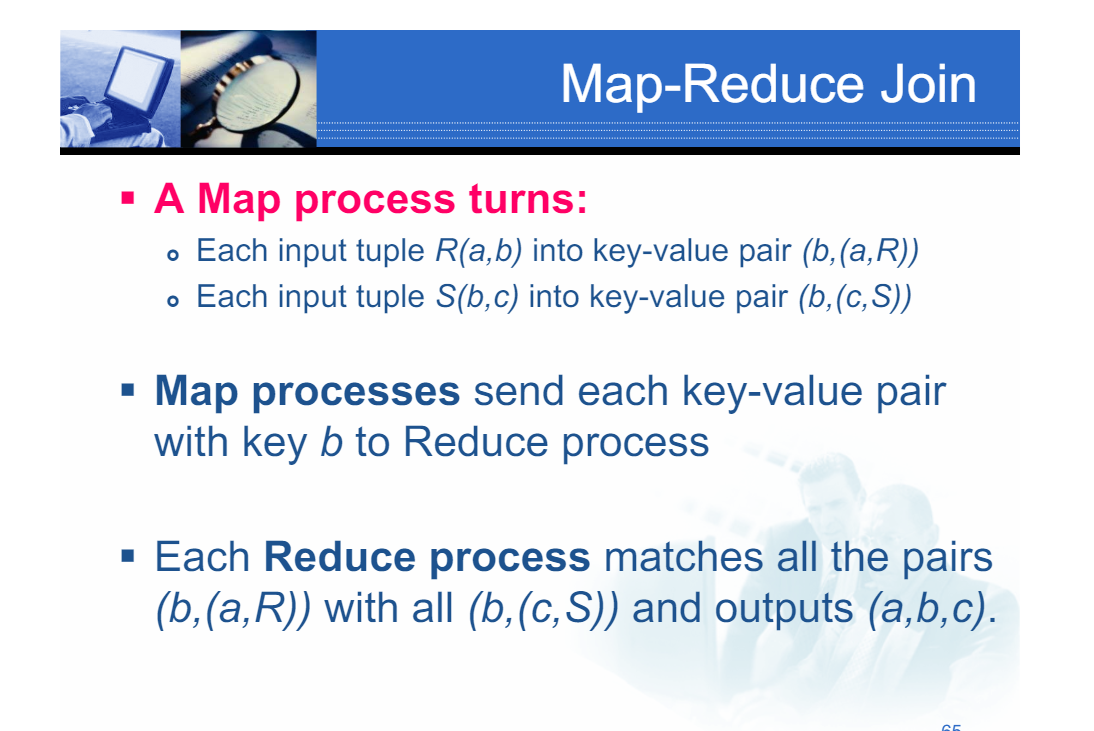 Map-Reduce Join
▪ A Map process turns:
Each input tuple R(a,b) into key-value pair (b,(a,R))
Each input tuple S(b,c) into key-value pair (b,(c,S))
▪ Map processes send each key-value pair
with key b to Reduce process
▪ Each Reduce process matches all the pairs
(b,(a,R)) with all (b,(c,S)) and outputs (a,b,c).
65